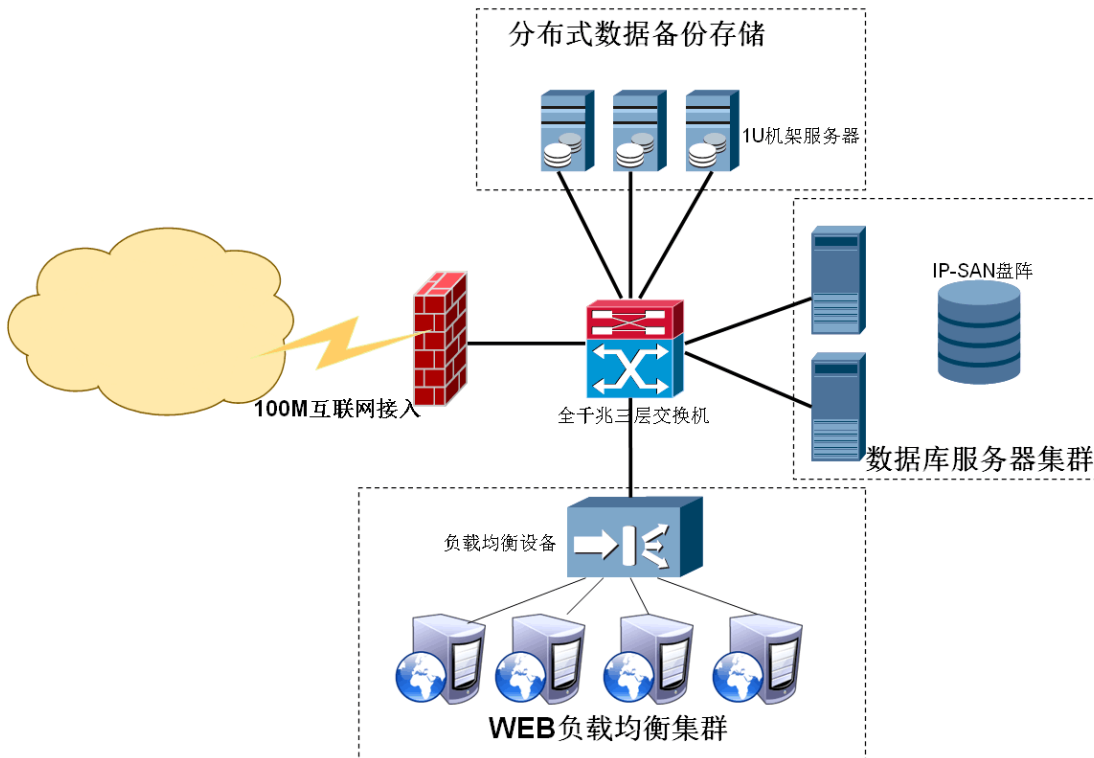 分布式数据备份存储
1U机架服务器
IP-SAN盘阵
100M互联网接入
全千兆三层交换机
数据库服务器集群
负载均衡设备
WEB负载均衡集群